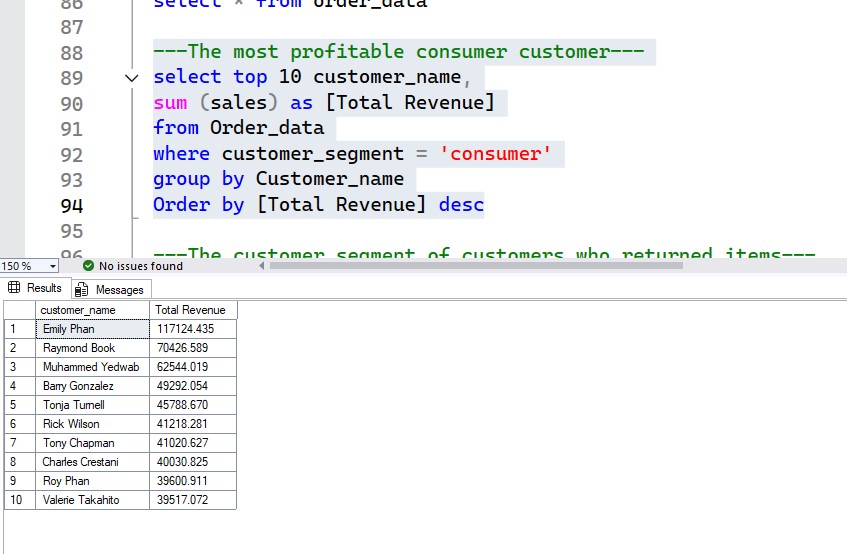 86 select * from order_data
87
88 ---The most profitable consumer customer---
89 select top 10 customer_name,
90 sum (sales) as [Total Revenue]
91 from Order_data
92 where customer_segment = 'consumer'
93 group by Customer_name
94 Order by [Total Revenue] desc
95
96 ---The customer segment of customers who returned items---
150 % No issues found
Results Messages
customer_name Total Revenue
1 Emily Phan 117124.435
2 Raymond Book 70426.589
3 Muhammed Yedwab 62544.019
4 Barry Gonzalez 49292.054
5 Tonja Turnell 45788.670
6 Rick Wilson 41218.281
7 Tony Chapman 41020.627
8 Charles Crestani 40030.825
9 Roy Phan 39600.911
10 Valerie Takahito 39517.072